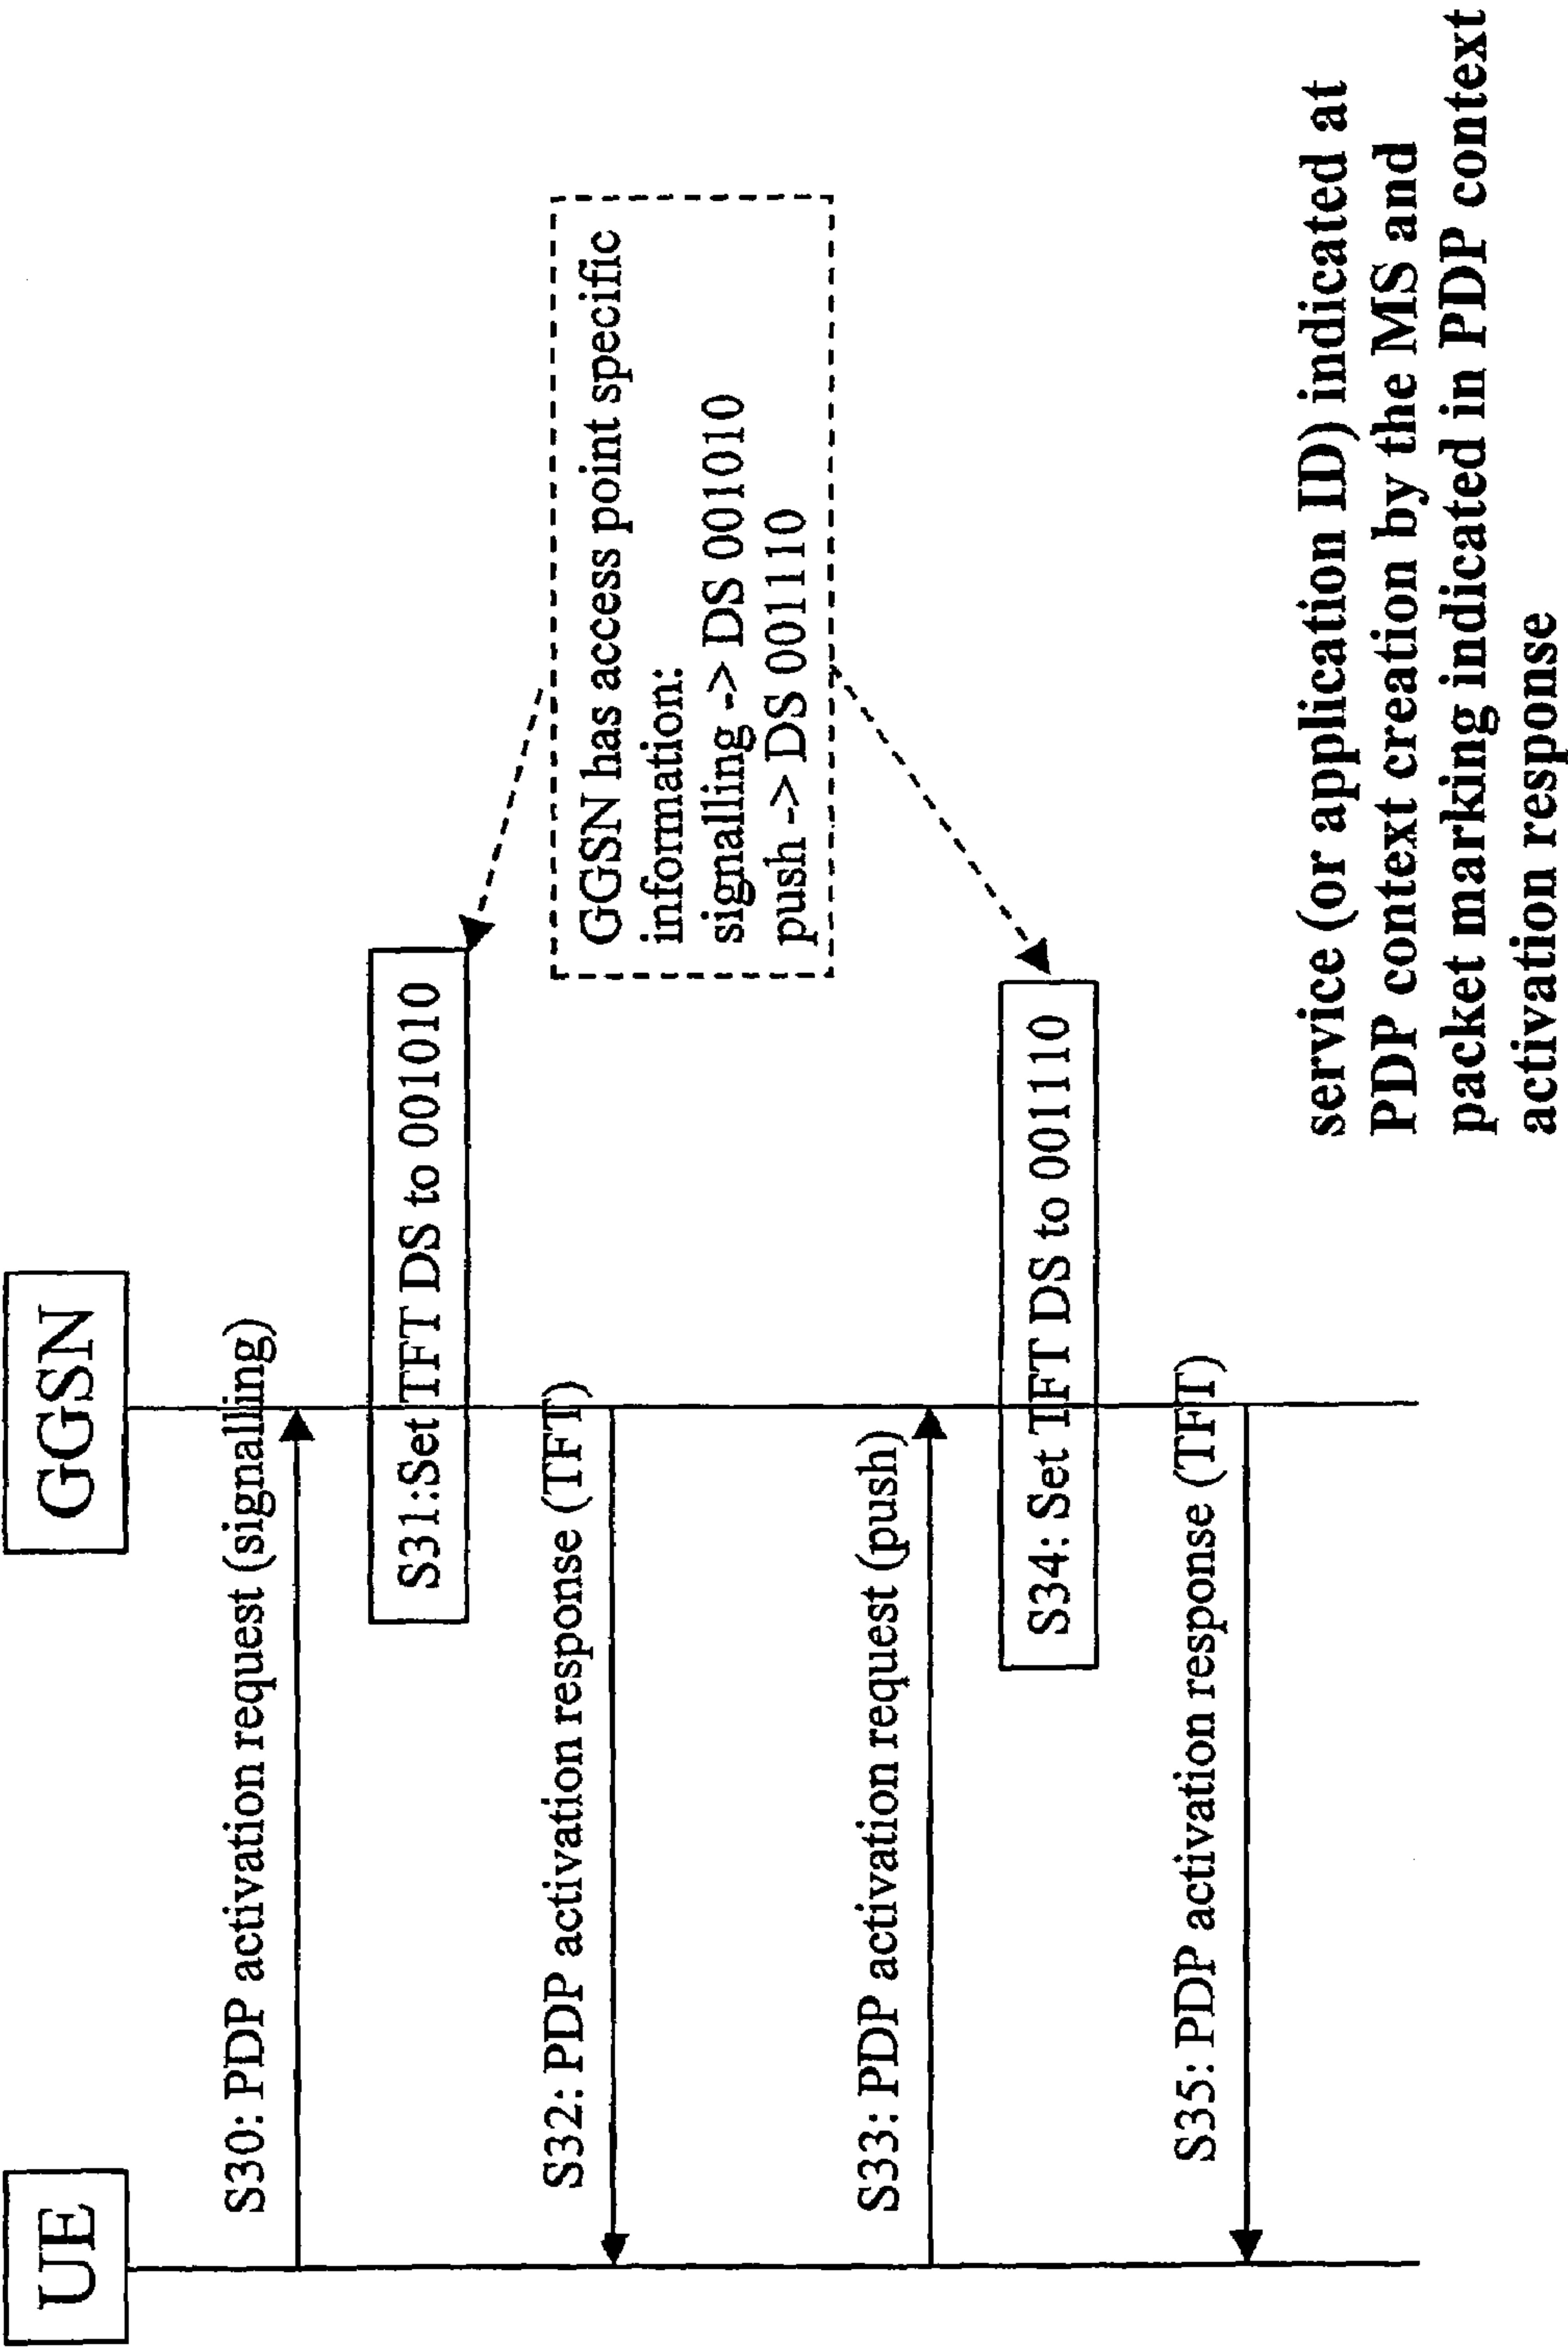 UE
GGSN
S30: PDP activation request (signalling)
S31:Set TFT DS to 001010
S32: PDP activation response (TFT)
GGSN has access point specific
information:
signalling -> DS 001010
push -> DS 001110
S33: PDP activation request (push)
S34: Set TFT DS to 001110
S35: PDP activation response (TFT)
service (or application ID) indicated at
PDP context creation by the MS and
packet marking indicated in PDP context
activation response